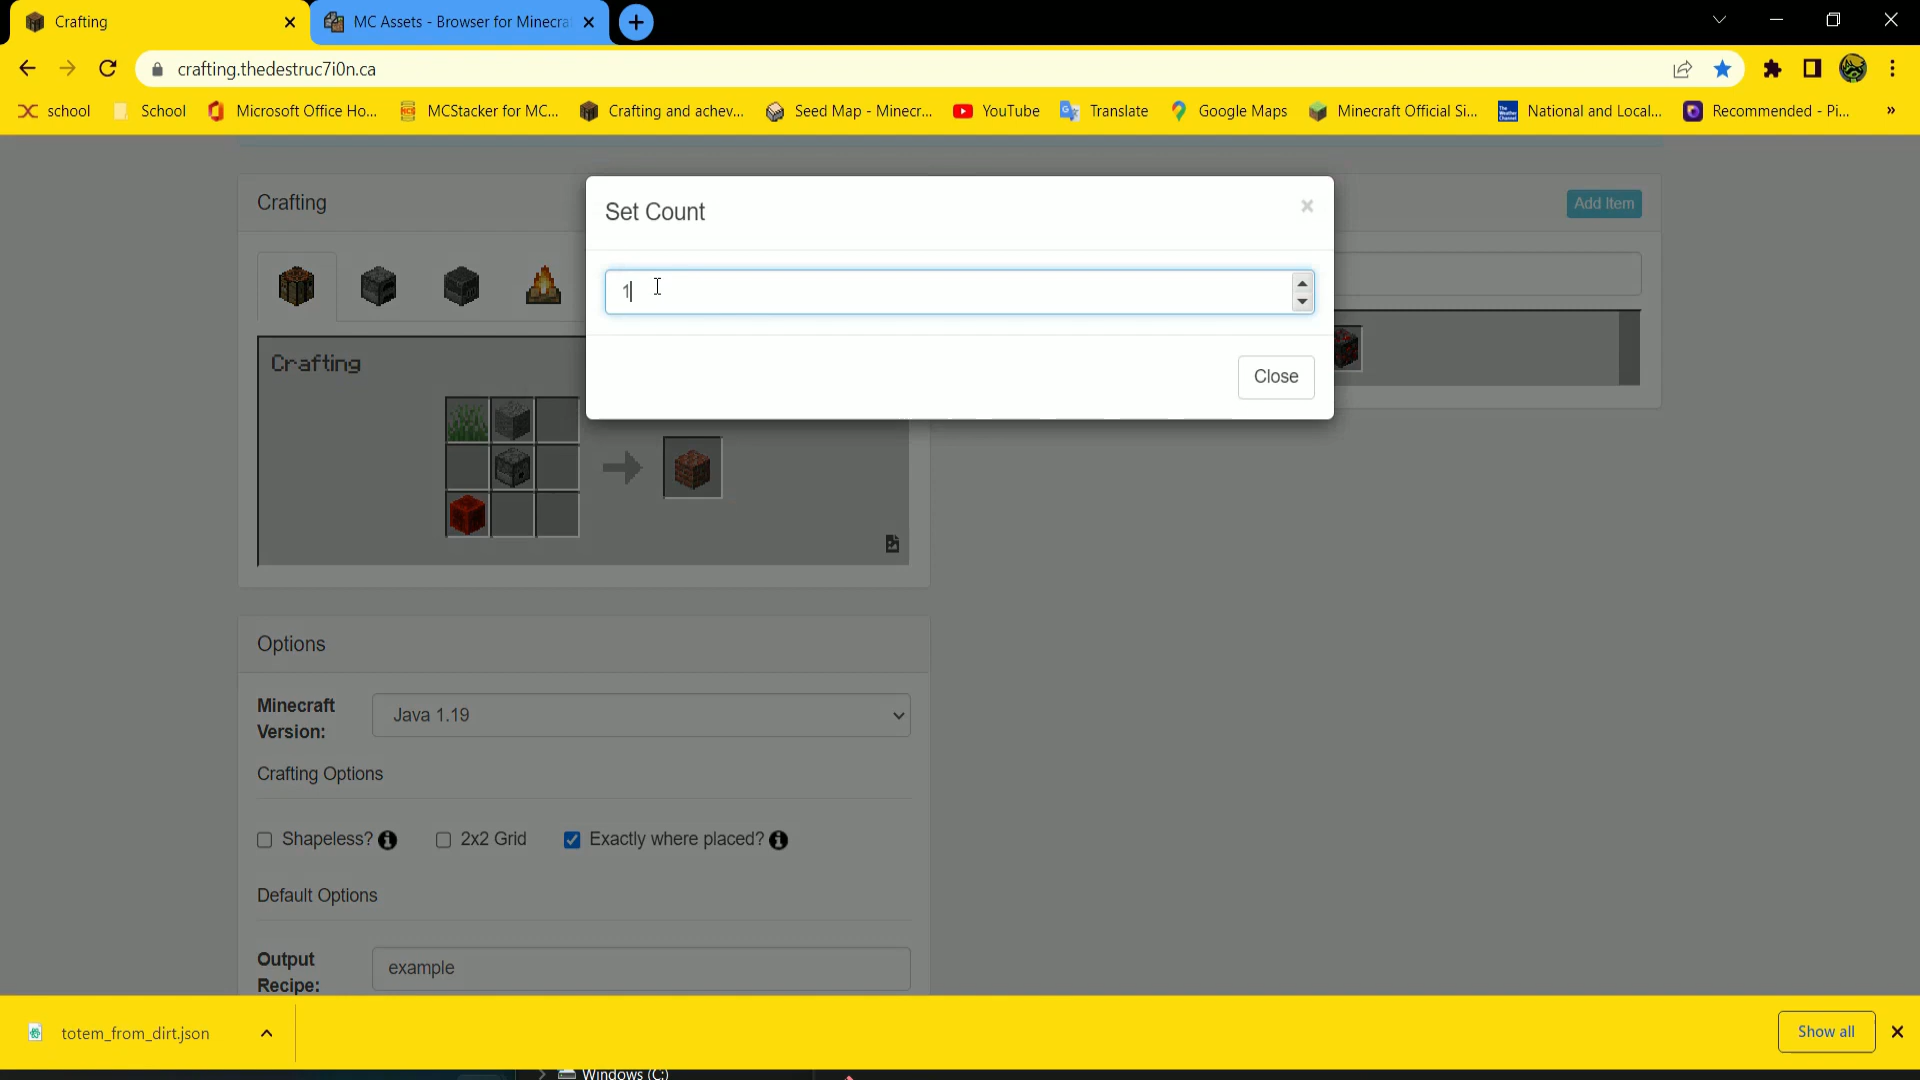 Crafting
MC Assets - Browser for Minecra
crafting.thedestruc7i0n.ca
school
School
Microsoft Office Ho...
MCStacker for MC...
Crafting and achev...
Seed Map - Minecr...
YouTube
Translate
Google Maps
Minecraft Official Si...
National and Local...
Recommended - Pi...
»
Crafting
Set Count
Add Item
1
Close
Crafting
Options
Minecraft
Version:
Java 1.19
Crafting Options
Shapeless?
2x2 Grid
Exactly where placed?
Default Options
Output
Recipe:
example
totem_from_dirt.json
Show all
Windows (C:)